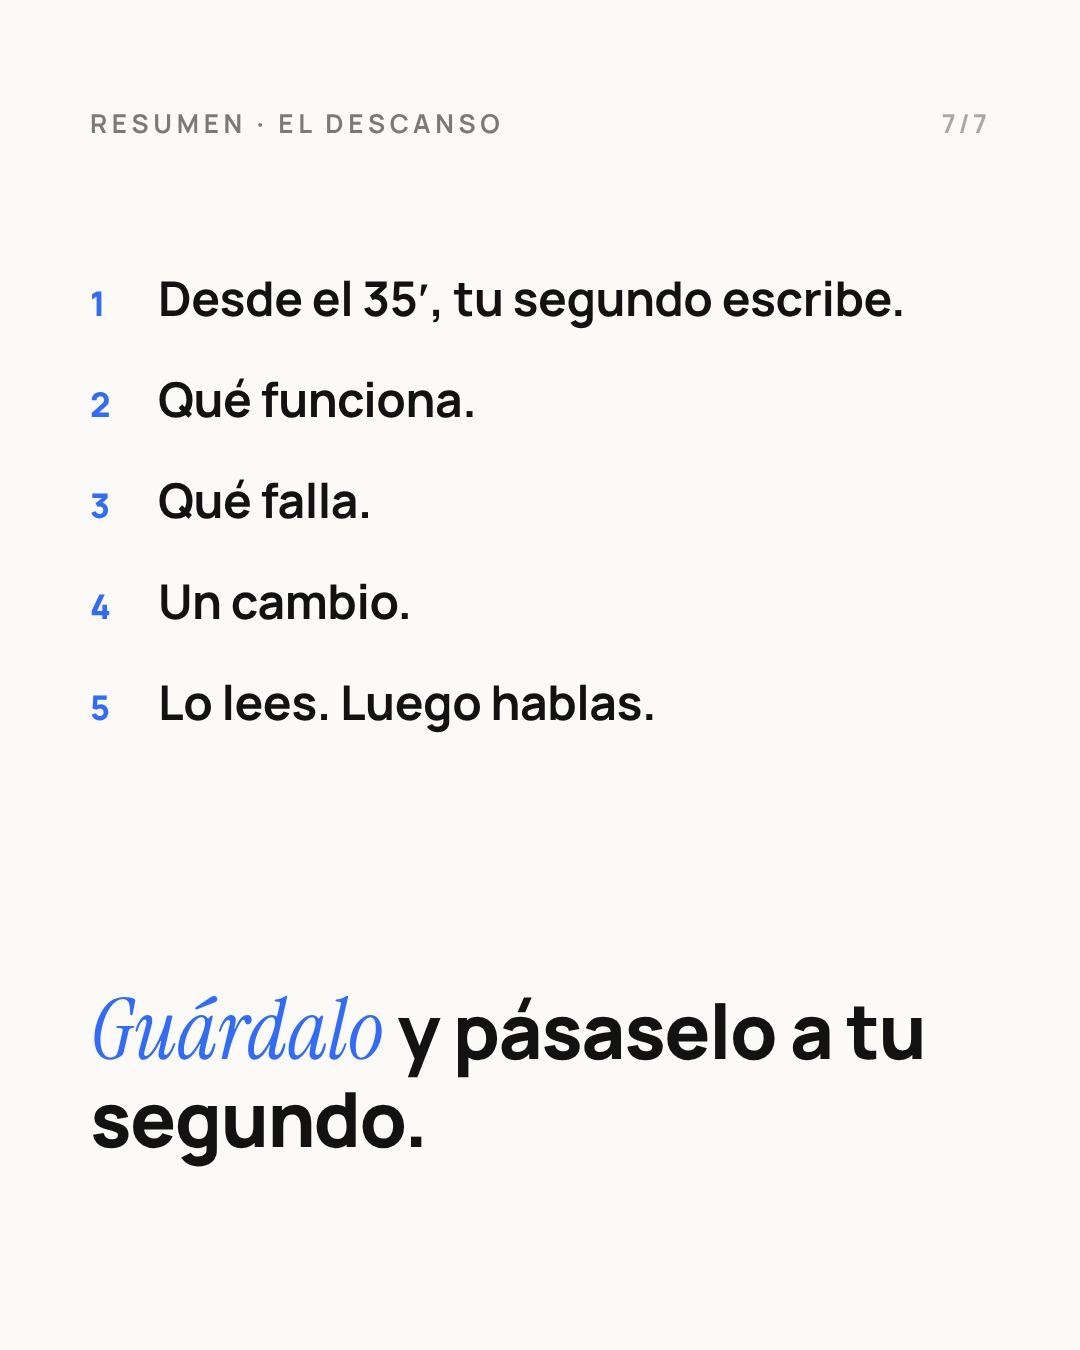 RESUMEN · EL DESCANSO 7/7
1 Desde el 35′, tu segundo escribe.
2 Qué funciona.
3 Qué falla.
4 Un cambio.
5 Lo lees. Luego hablas.
Guárdalo y pásaselo a tu
segundo.